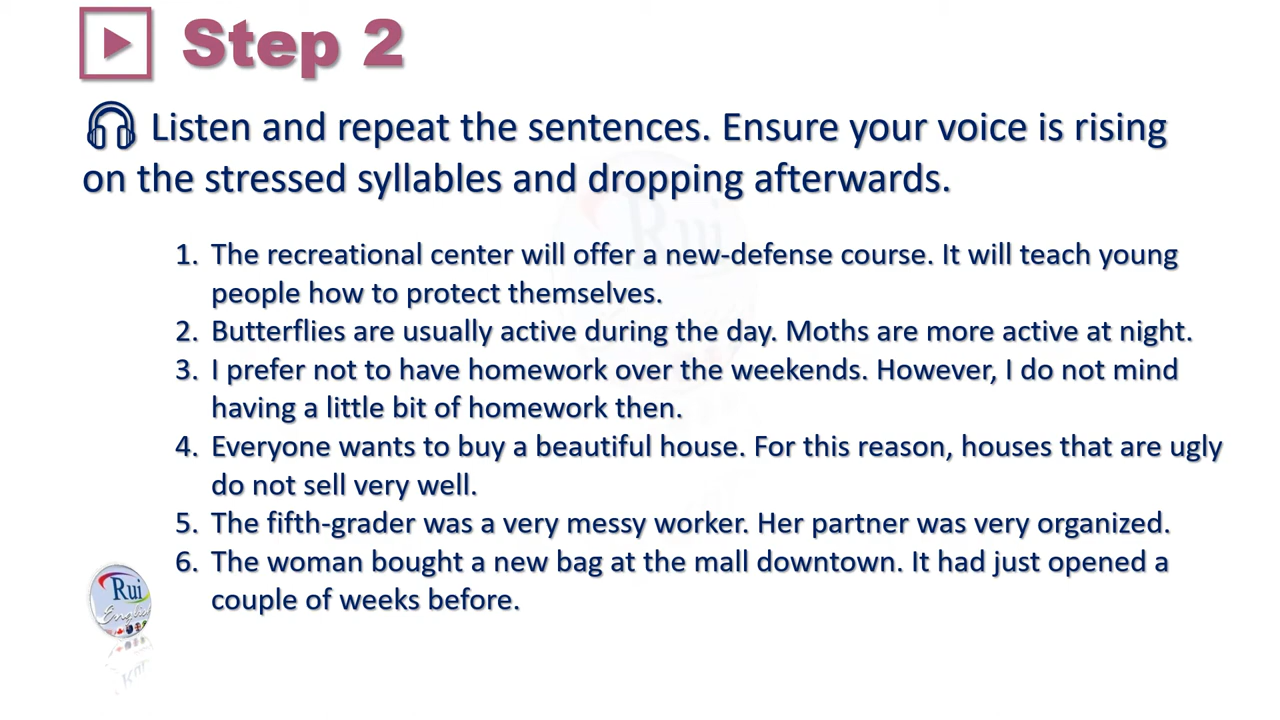 Step 2
Listen and repeat the sentences. Ensure your voice is rising
on the stressed syllables and dropping afterwards.
1. The recreational center will offer a new-defense course. It will teach young
people how to protect themselves.
2. Butterflies are usually active during the day. Moths are more active at night.
3. I prefer not to have homework over the weekends. However, I do not mind
having a little bit of homework then.
4. Everyone wants to buy a beautiful house. For this reason, houses that are ugly
do not sell very well.
5. The fifth-grader was a very messy worker. Her partner was very organized.
6. The woman bought a new bag at the mall downtown. It had just opened a
couple of weeks before.
Rui
English